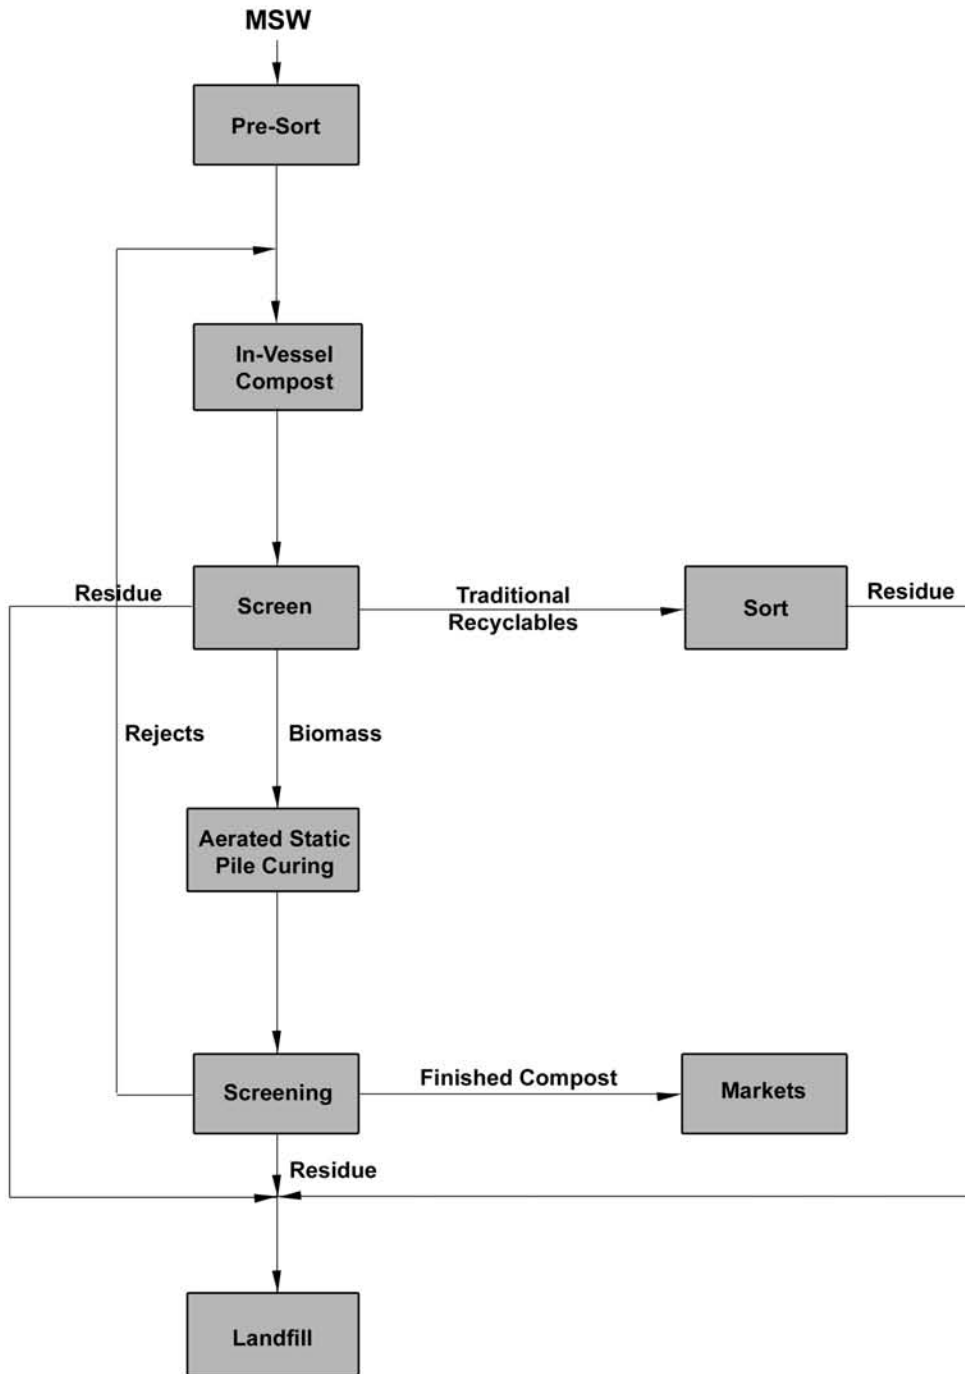 MSW
Pre-Sort
In-Vessel
Compost
Residue
Screen
Traditional
Recyclables
Sort
Residue
Rejects
Biomass
Aerated Static
Pile Curing
Screening
Finished Compost
Markets
Residue
Landfill